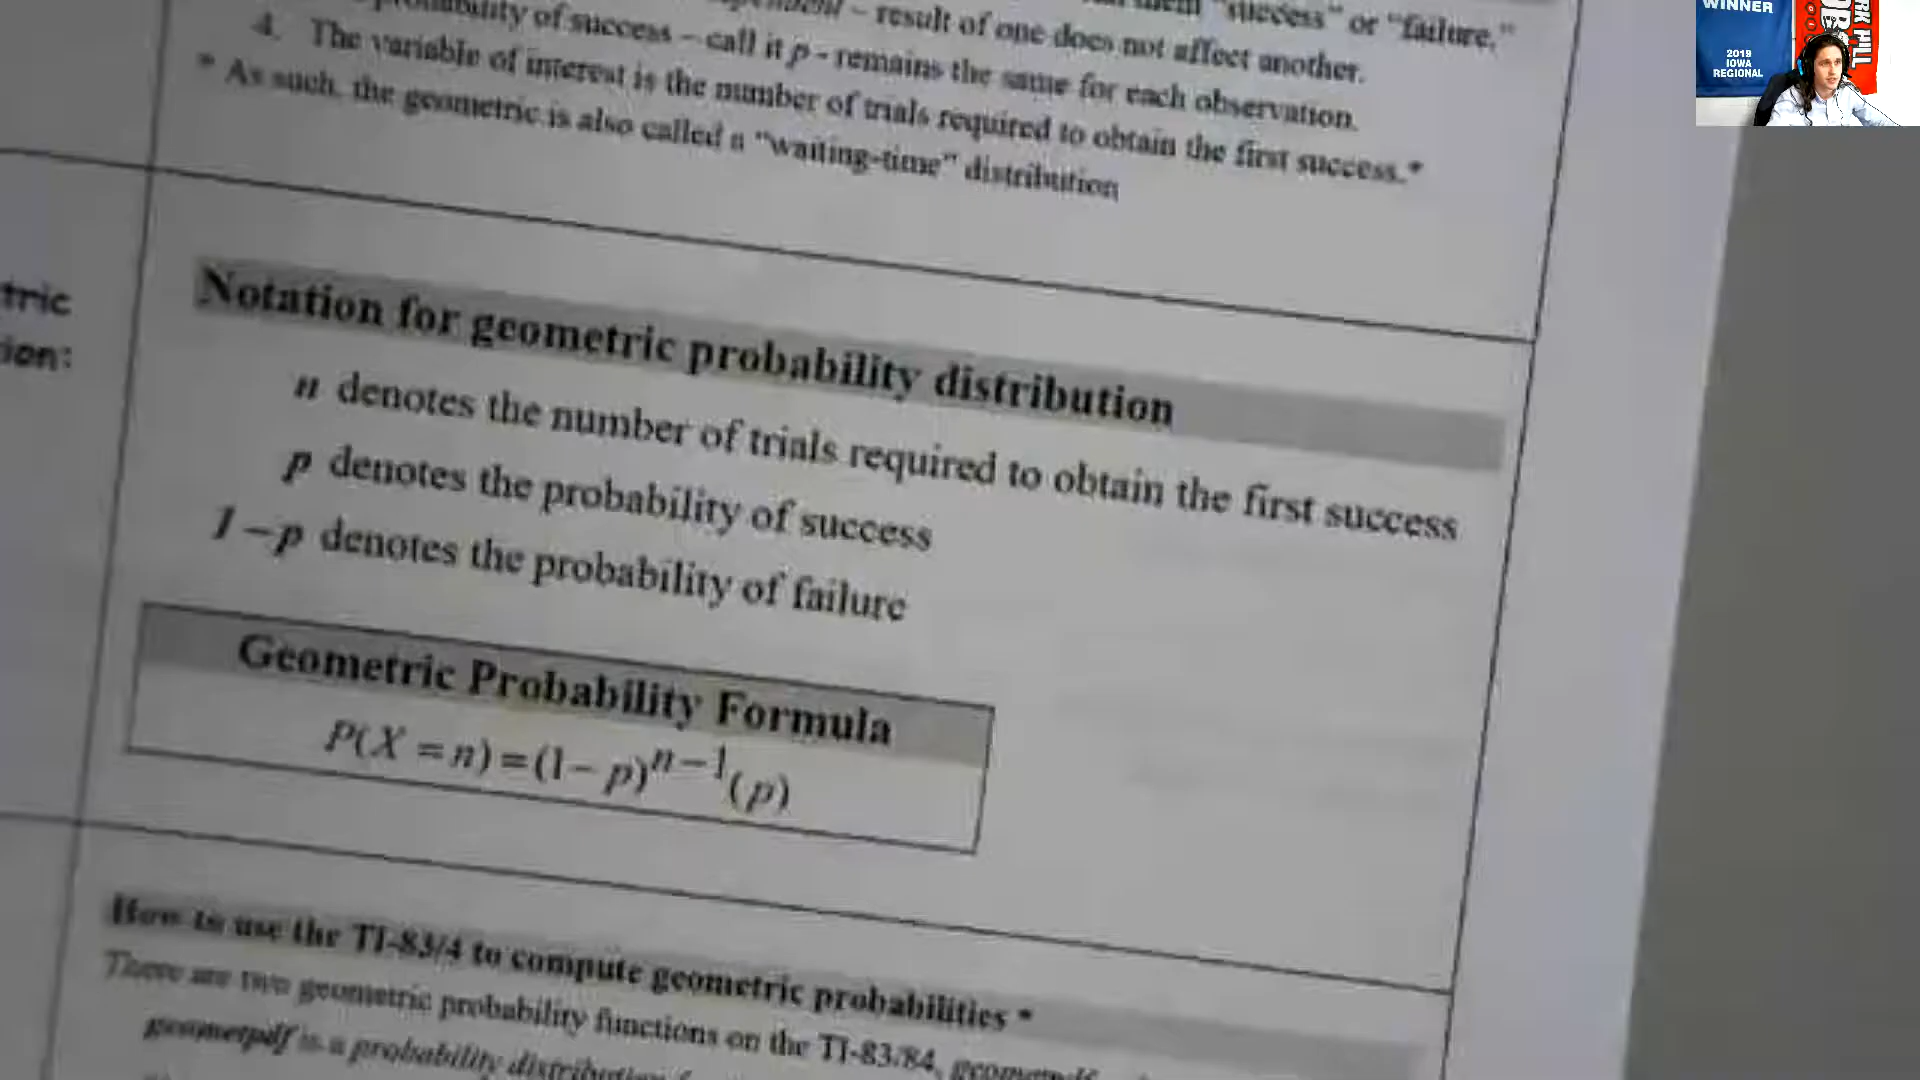 "success" or "failure."
- result of one does not affect another.
probability of success - call it p - remains the same for each observation.
4. The variable of interest is the number of trials required to obtain the first success.*
* As such, the geometric is also called a "waiting-time" distribution
tric
ion:
Notation for geometric probability distribution
n denotes the number of trials required to obtain the first success
p denotes the probability of success
1-p denotes the probability of failure
Geometric Probability Formula
P(X = n) = (1 - p)^{n-1}(p)
How to use the TI-83/4 to compute geometric probabilities *
There are two geometric probability functions on the TI-83/84, geometpdf
geometpdf is a probability distribution
WINNER
2019
IOWA
REGIONAL